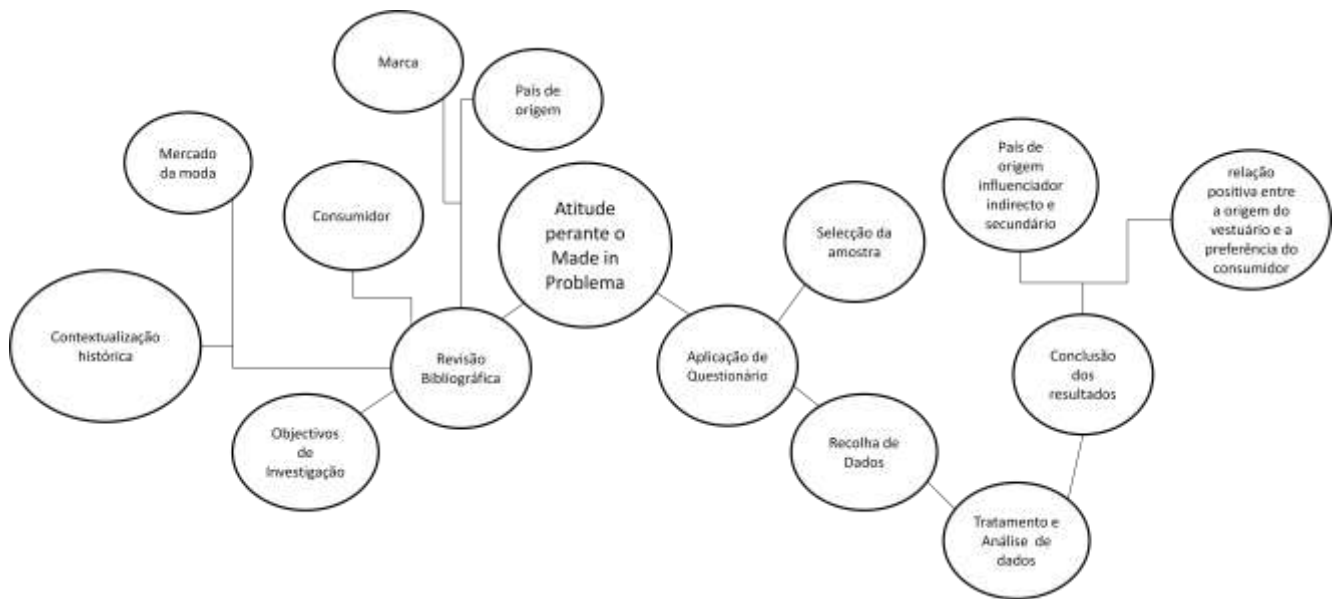 Marca
País de
origem
Mercado
da moda
Consumidor
Atitude
perante o
Made in
Problema
Selecção da
amostra
País de
origem
influenciador
indirecto e
secundário
relação
positiva entre
a origem do
vestuário e a
preferência do
consumidor
Contextualização
histórica
Revisão
Bibliográfica
Aplicação de
Questionário
Conclusão
dos
resultados
Objectivos
de
Investigação
Recolha de
Dados
Tratamento e
Análise de
dados